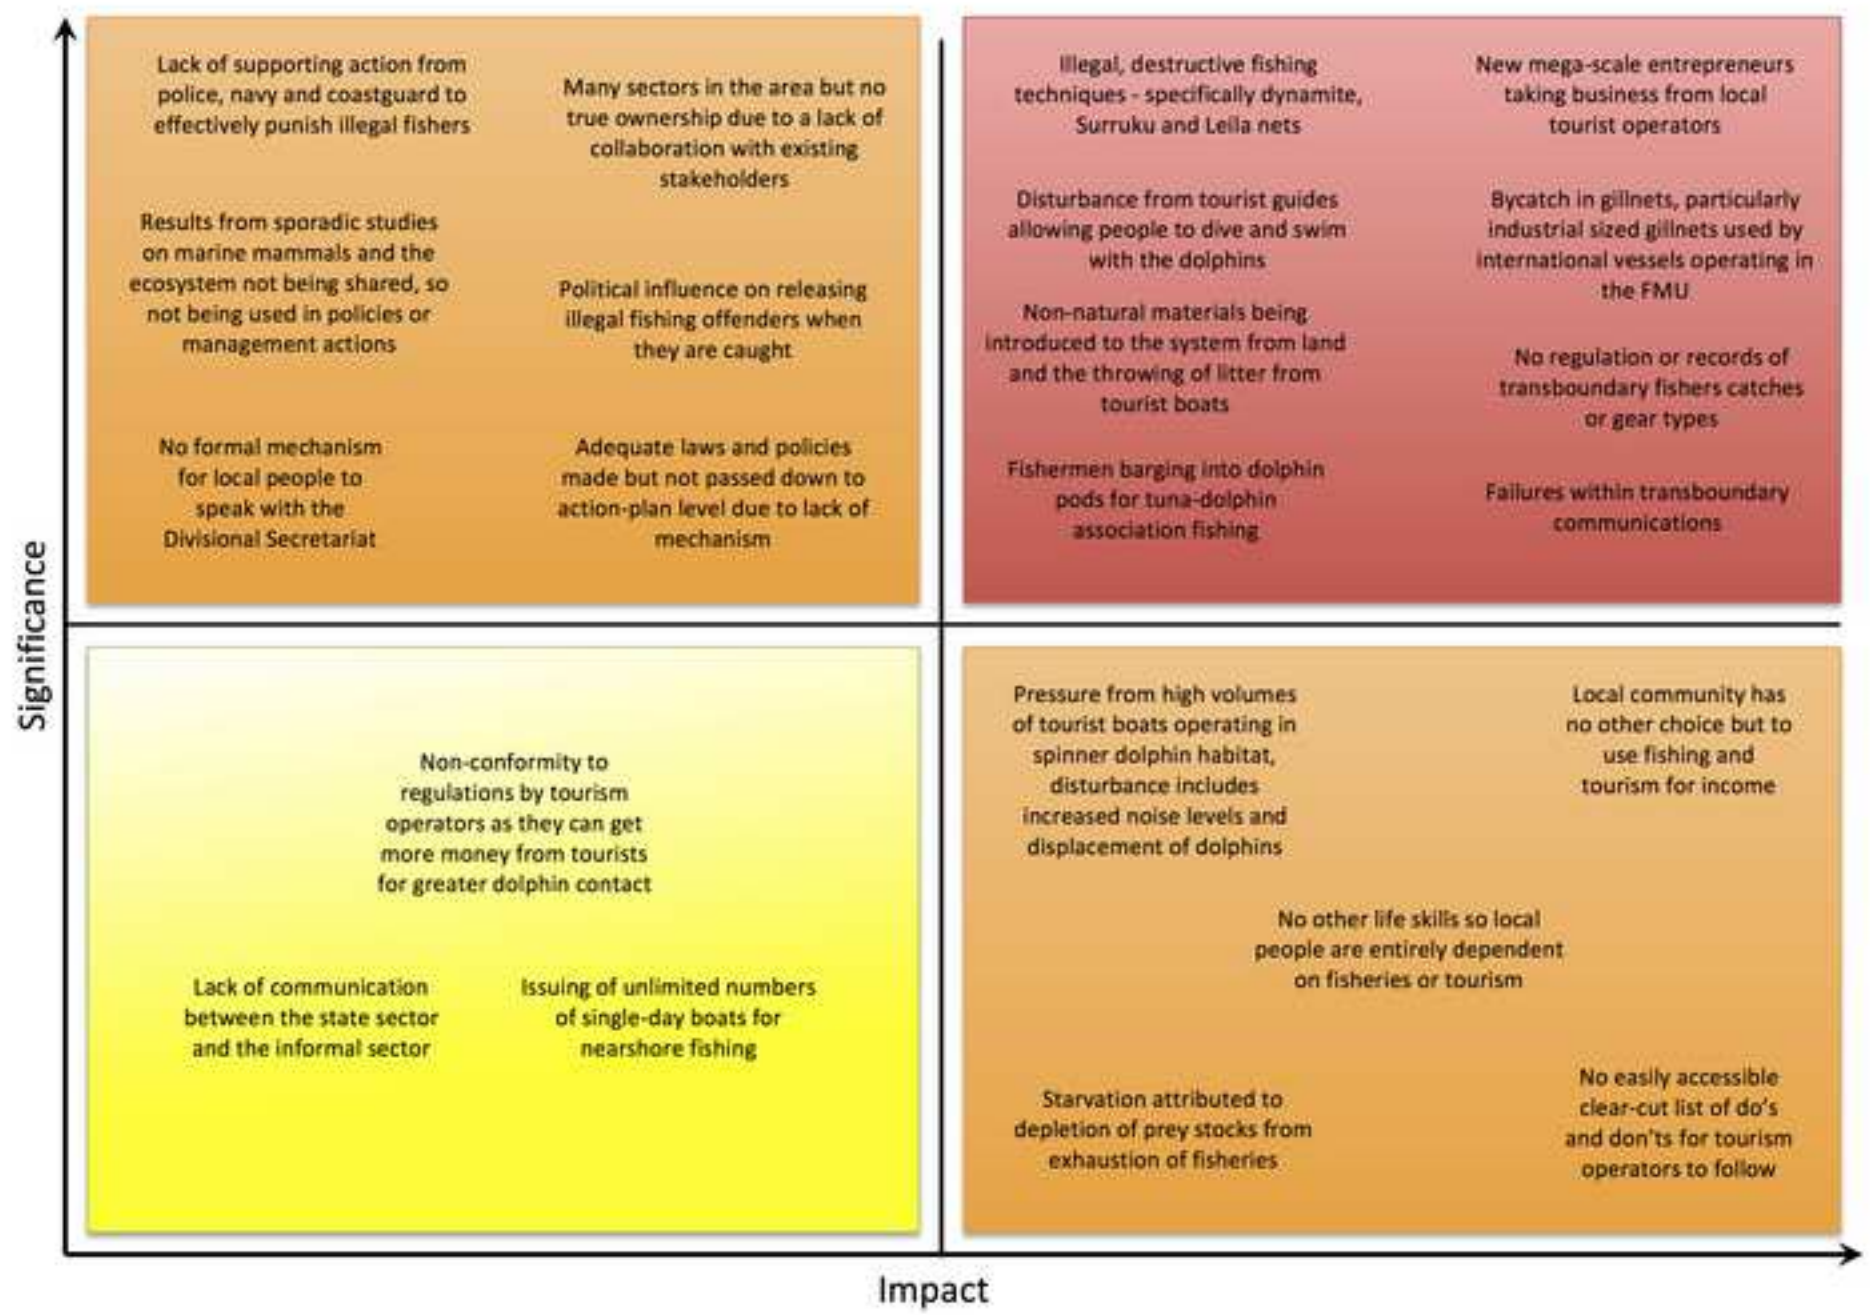 Lack of supporting action from
police, navy and coastguard to
effectively punish illegal fishers
Many sectors in the area but no
true ownership due to a lack of
collaboration with existing
stakeholders
Results from sporadic studies
on marine mammals and the
ecosystem not being shared, so
not being used in policies or
management actions
Political influence on releasing
illegal fishing offenders when
they are caught
No formal mechanism
for local people to
speak with the
Divisional Secretariat
Adequate laws and policies
made but not passed down to
action-plan level due to lack of
mechanism
Illegal, destructive fishing
techniques - specifically dynamite,
Surruku and Leila nets
New mega-scale entrepreneurs
taking business from local
tourist operators
Disturbance from tourist guides
allowing people to dive and swim
with the dolphins
Bycatch in gillnets, particularly
industrial sized gillnets used by
international vessels operating in
the FMU
Non-natural materials being
introduced to the system from land
and the throwing of litter from
tourist boats
No regulation or records of
transboundary fishers catches
or gear types
Fishermen barging into dolphin
pods for tuna-dolphin
association fishing
Failures within transboundary
communications
Significance
Non-conformity to
regulations by tourism
operators as they can get
more money from tourists
for greater dolphin contact
Lack of communication
between the state sector
and the informal sector
Issuing of unlimited numbers
of single-day boats for
nearshore fishing
Pressure from high volumes
of tourist boats operating in
spinner dolphin habitat,
disturbance includes
increased noise levels and
displacement of dolphins
Local community has
no other choice but to
use fishing and
tourism for income
No other life skills so local
people are entirely dependent
on fisheries or tourism
Starvation attributed to
depletion of prey stocks from
exhaustion of fisheries
No easily accessible
clear-cut list of do's
and don'ts for tourism
operators to follow
Impact